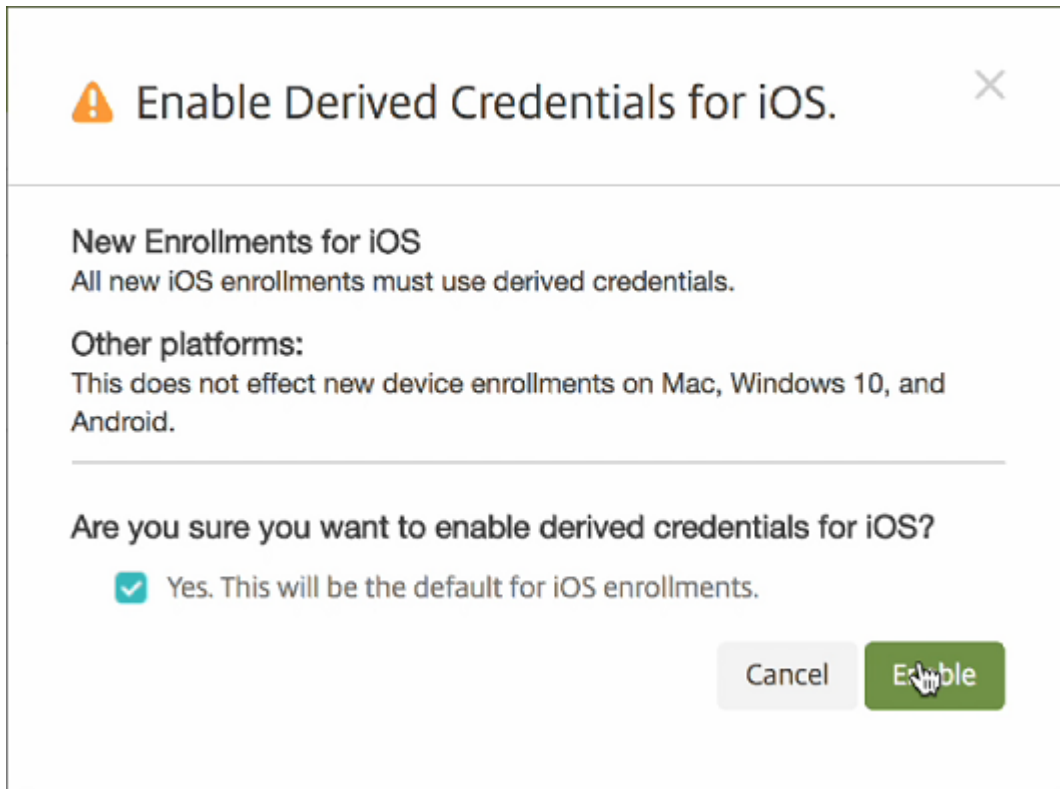 Enable Derived Credentials for iOS.
New Enrollments for iOS
All new iOS enrollments must use derived credentials.
Other platforms:
This does not effect new device enrollments on Mac, Windows 10, and
Android.
Are you sure you want to enable derived credentials for iOS?
Yes. This will be the default for iOS enrollments.
Cancel
Enable